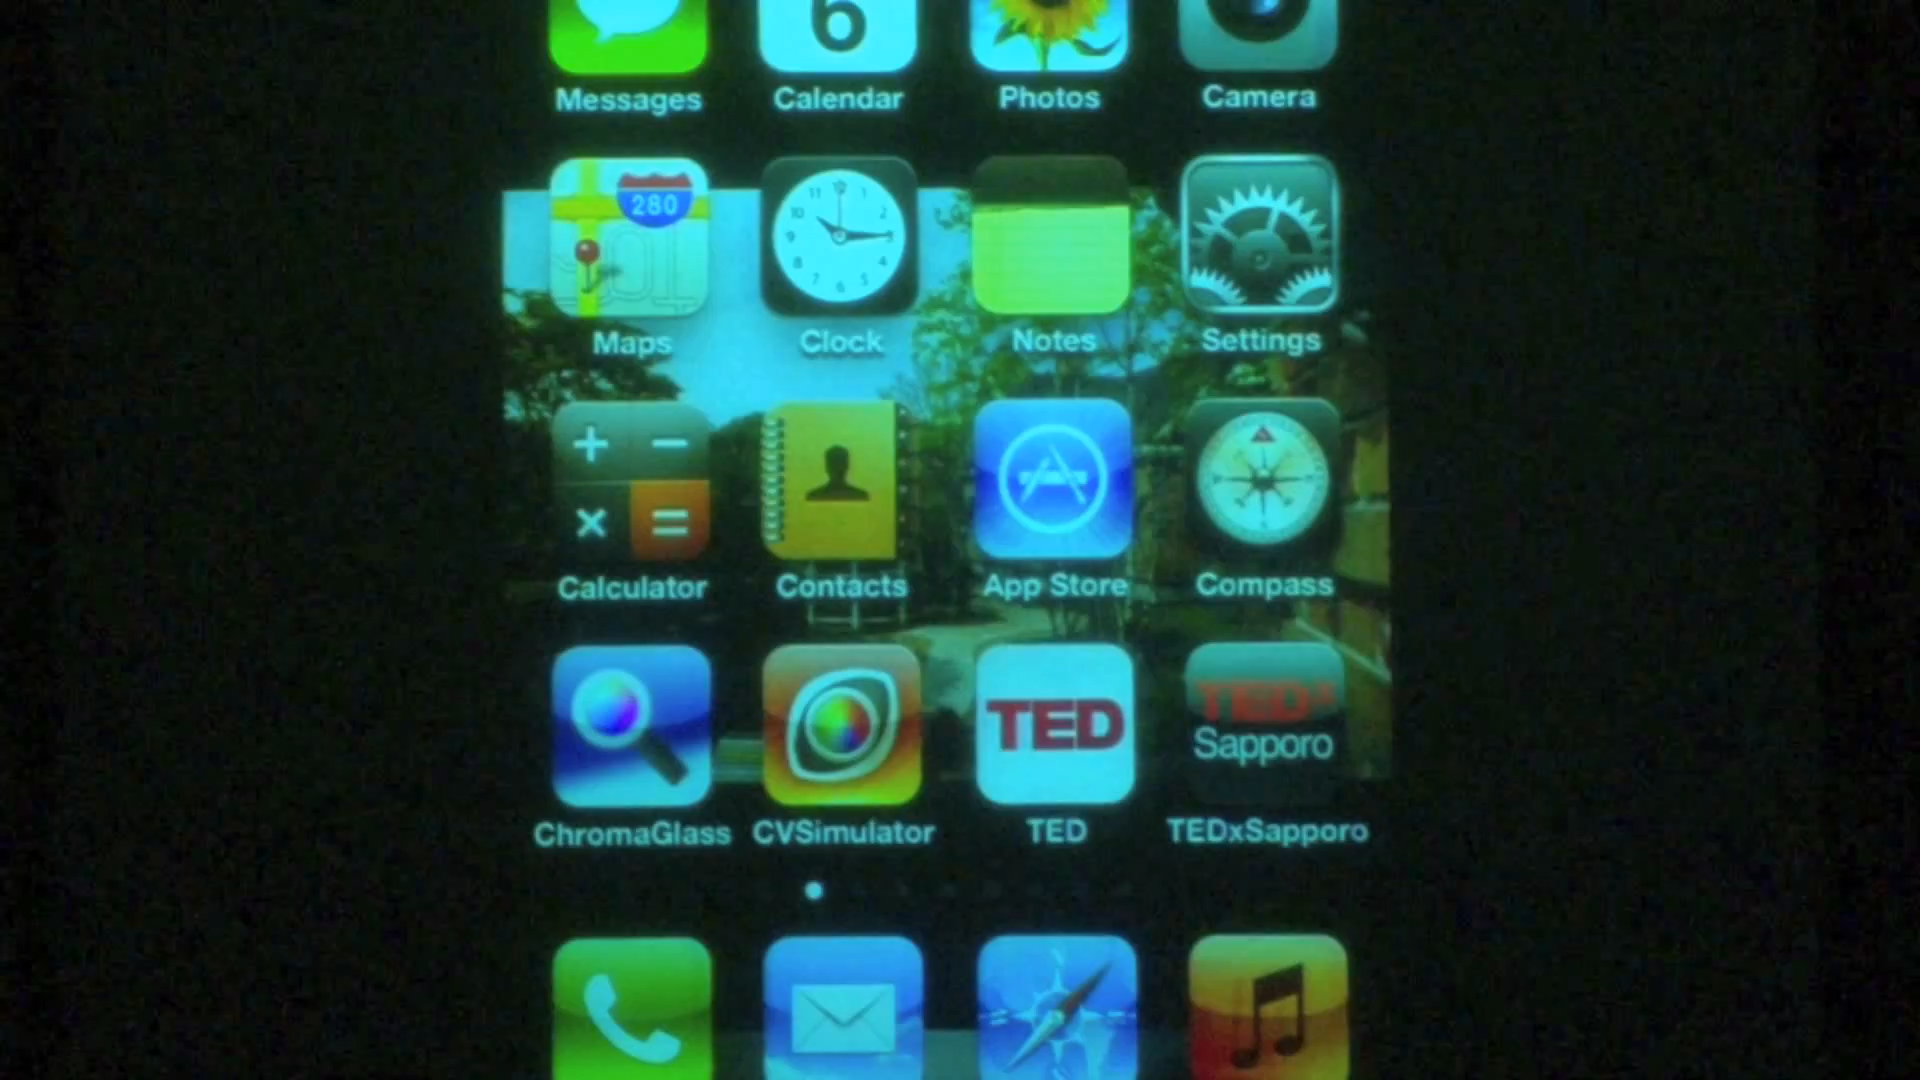 6
Messages Calendar Photos Camera
280
Maps Clock Notes Settings
Calculator Contacts App Store Compass
TED
TEDx
Sapporo
ChromaGlass CVSimulator TED TEDxSapporo